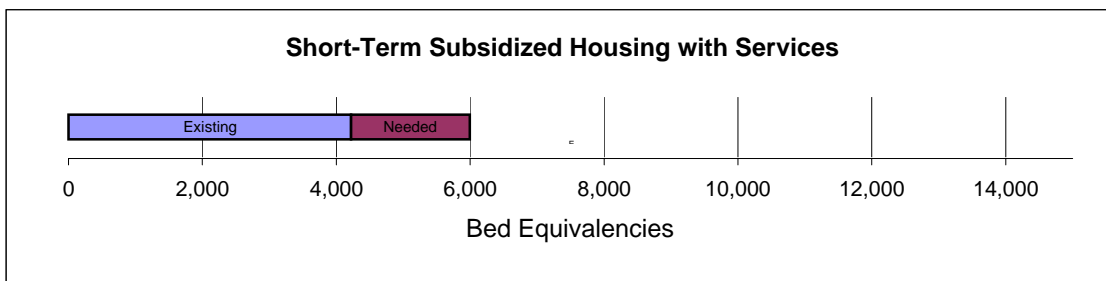 Short-Term Subsidized Housing with Services
Existing Needed
0 2,000 4,000 6,000 8,000 10,000 12,000 14,000
Bed Equivalencies